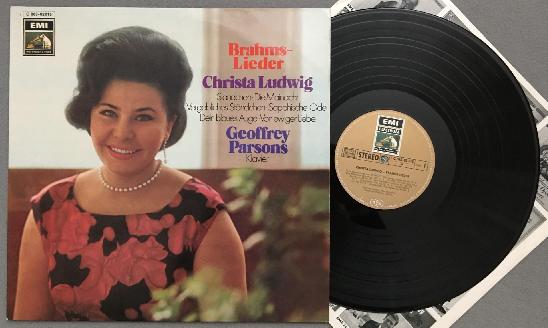 EMI
Brahms-
Lieder
Christa Ludwig
Ständchen · Die Mainacht
Vergebliches Ständchen · Sapphische Ode
Dein blaues Auge · Von ewiger Liebe
Geoffrey
Parsons
Klavier
EMI
STEREO